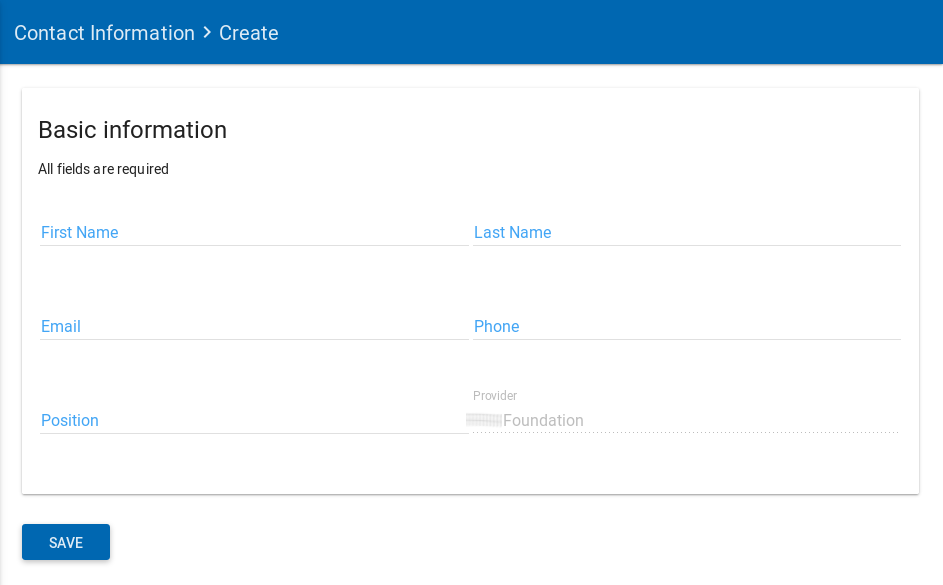 Contact Information > Create
Basic information
All fields are required
First Name
Last Name
Email
Phone
Provider
Position
Foundation
SAVE